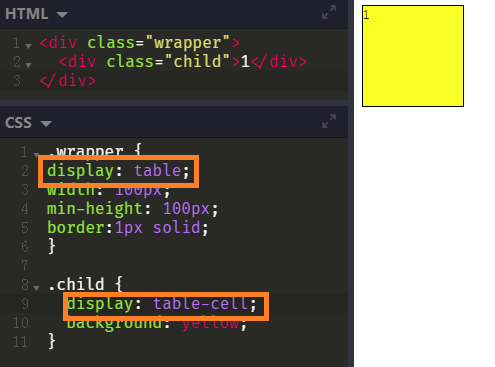 HTML
1 <div class="wrapper">
2 <div class="child">1</div>
3 </div>
CSS
1 .wrapper {
2 display: table;
3 width: 100px;
4 min-height: 100px;
5 border:1px solid;
6 }
7
8 .child {
9 display: table-cell;
10 background: yellow;
11 }
1